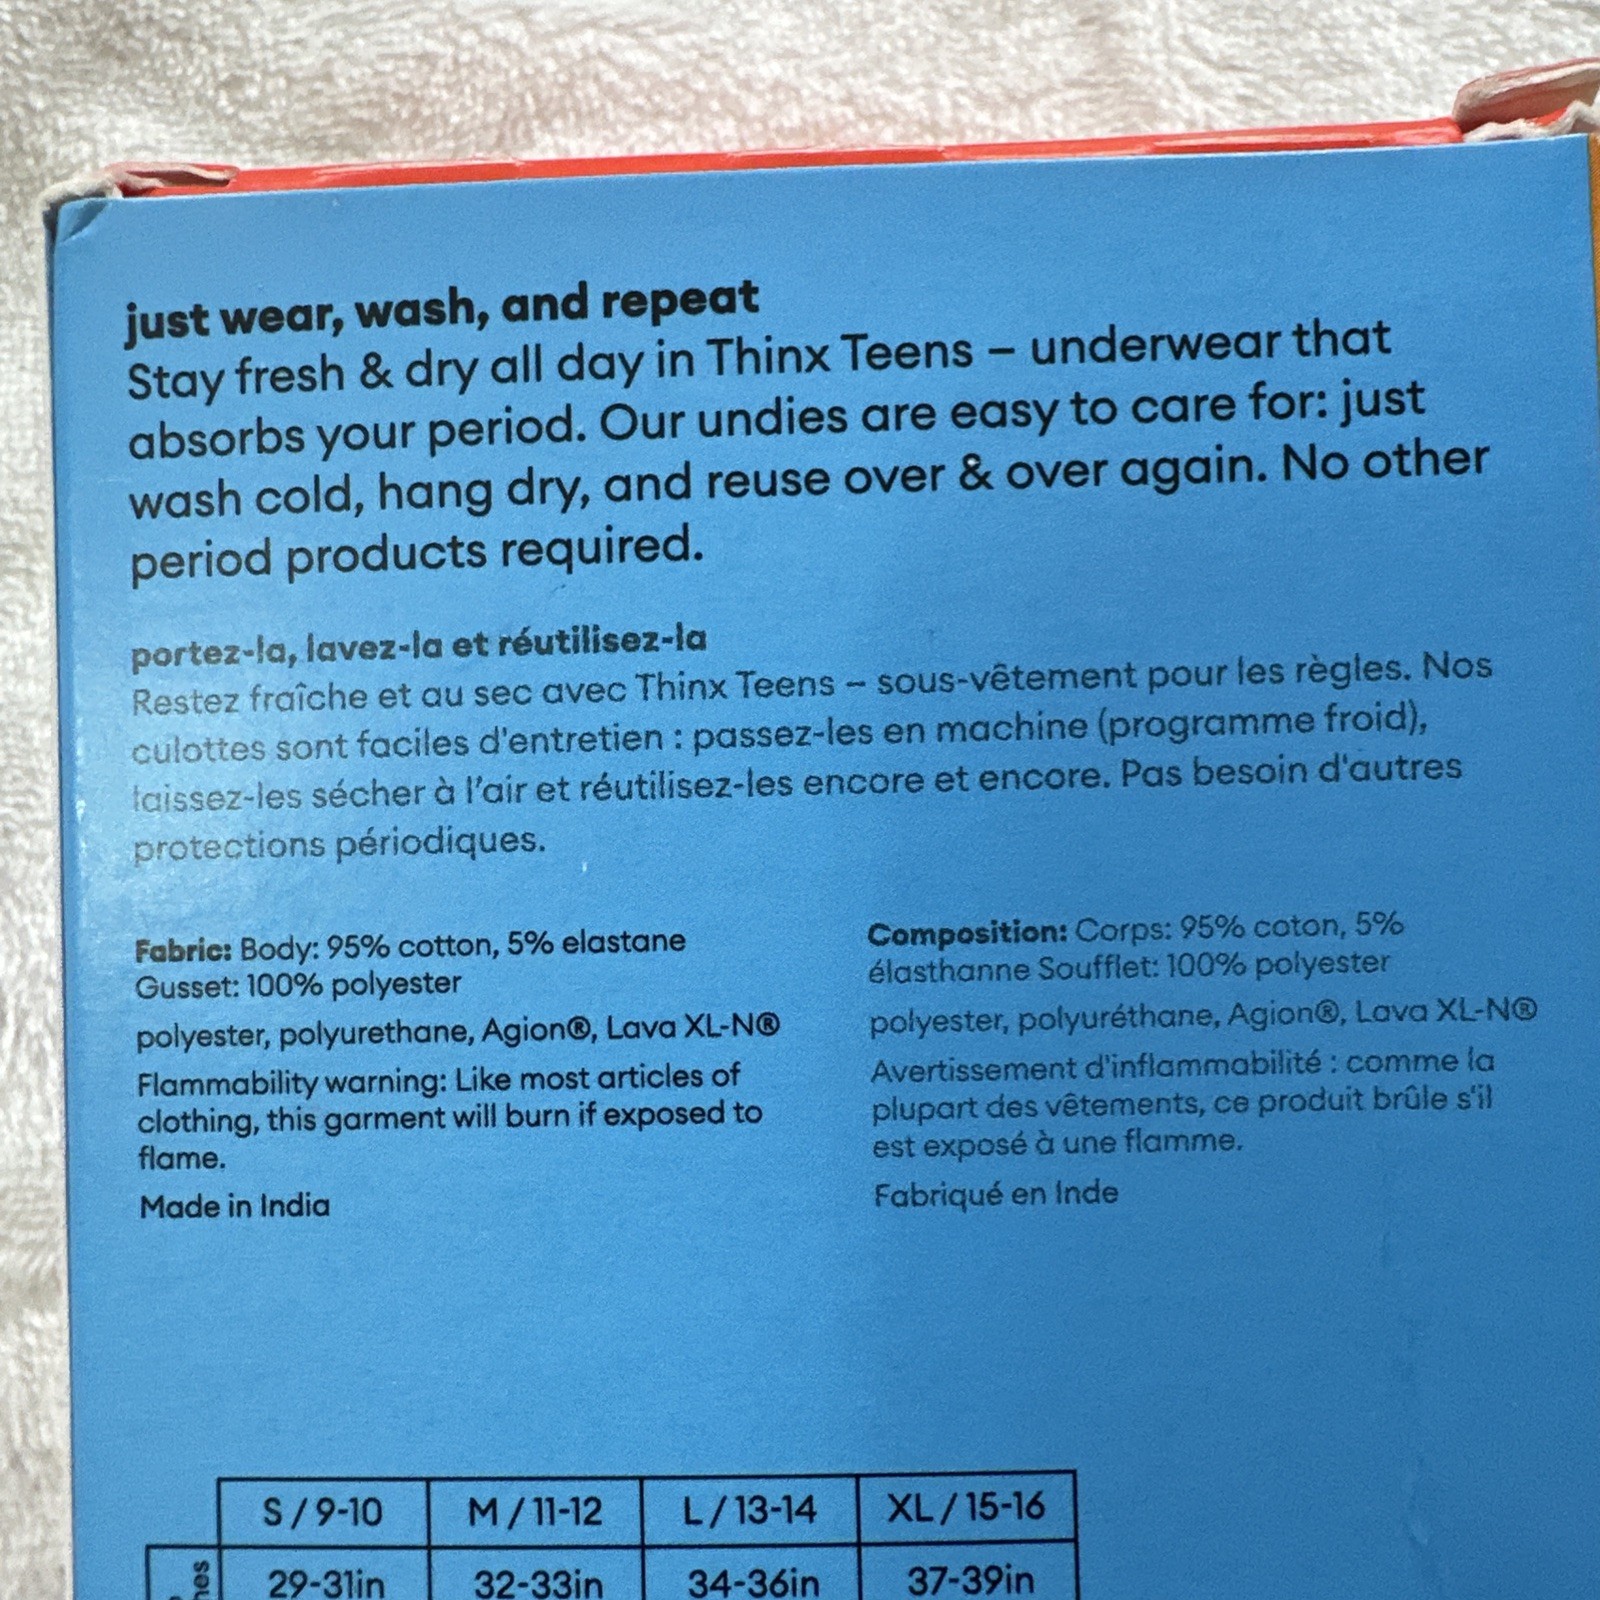 just wear, wash, and repeat
Stay fresh & dry all day in Thinx Teens – underwear that
absorbs your period. Our undies are easy to care for: just
wash cold, hang dry, and reuse over & over again. No other
period products required.
portez-la, lavez-la et réutilisez-la
Restez fraîche et au sec avec Thinx Teens – sous-vêtement pour les règles. Nos
culottes sont faciles d'entretien : passez-les en machine (programme froid),
laissez-les sécher à l'air et réutilisez-les encore et encore. Pas besoin d'autres
protections périodiques.
Fabric: Body: 95% cotton, 5% elastane
Gusset: 100% polyester
polyester, polyurethane, Agion®, Lava XL-N®
Flammability warning: Like most articles of
clothing, this garment will burn if exposed to
flame.
Made in India
Composition: Corps: 95% coton, 5%
élasthanne Soufflet: 100% polyester
polyester, polyuréthane, Agion®, Lava XL-N®
Avertissement d'inflammabilité : comme la
plupart des vêtements, ce produit brûle s'il
est exposé à une flamme.
Fabriqué en Inde
S / 9-10 M / 11-12 L / 13-14 XL / 15-16
29-31in 32-33in 34-36in 37-39in